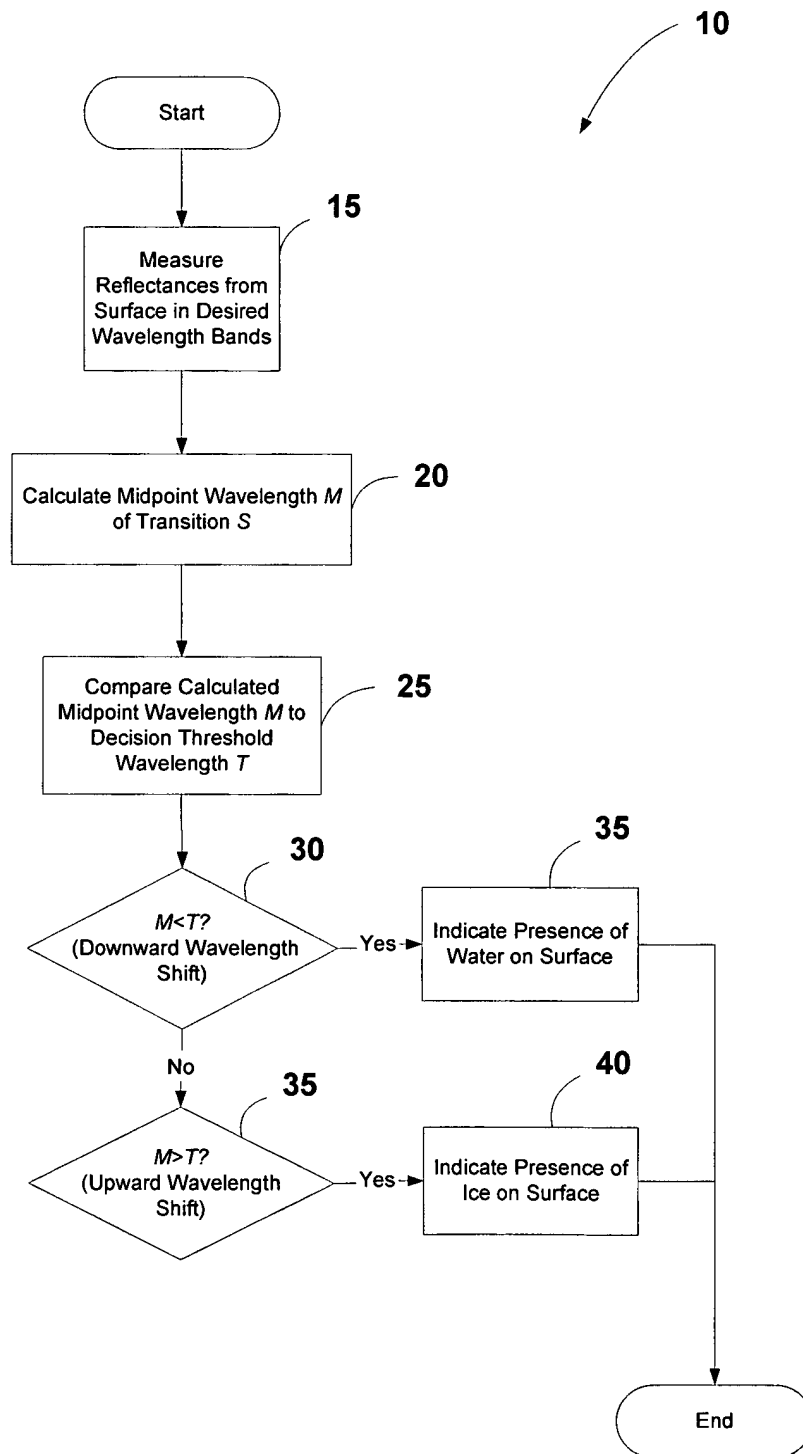 10
Start
15
Measure
Reflectances from
Surface in Desired
Wavelength Bands
20
Calculate Midpoint Wavelength M
of Transition S
25
Compare Calculated
Midpoint Wavelength M to
Decision Threshold
Wavelength T
30
M<T?
(Downward Wavelength
Shift)
Yes
35
Indicate Presence of
Water on Surface
No
35
M>T?
(Upward Wavelength
Shift)
Yes
40
Indicate Presence of
Ice on Surface
End